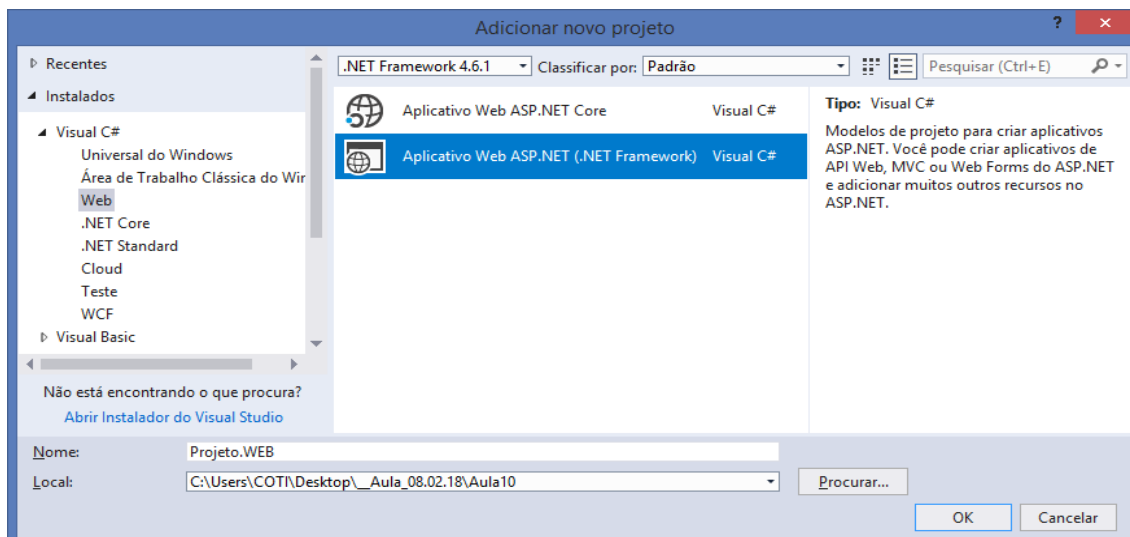 Adicionar novo projeto
?
Recentes
Instalados
Visual C#
Universal do Windows
Área de Trabalho Clássica do Wir
Web
.NET Core
.NET Standard
Cloud
Teste
WCF
Visual Basic
Não está encontrando o que procura?
Abrir Instalador do Visual Studio
.NET Framework 4.6.1 Classificar por: Padrão
Pesquisar (Ctrl+E)
Aplicativo Web ASP.NET Core Visual C#
Aplicativo Web ASP.NET (.NET Framework) Visual C#
Tipo: Visual C#
Modelos de projeto para criar aplicativos
ASP.NET. Você pode criar aplicativos de
API Web, MVC ou Web Forms do ASP.NET
e adicionar muitos outros recursos no
ASP.NET.
Nome: Projeto.WEB
Local: C:\Users\COTI\Desktop\__Aula_08.02.18\Aula10 Procurar...
OK Cancelar